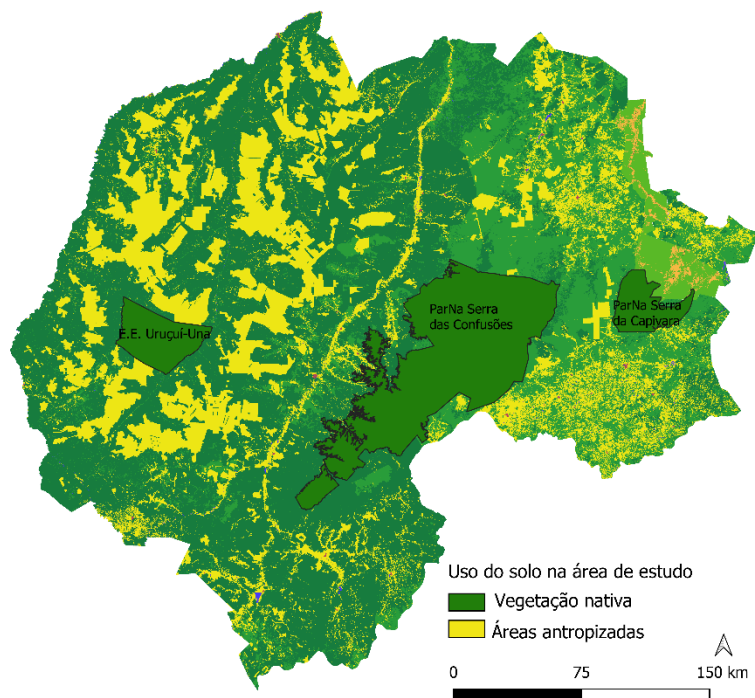 ParNa Serra
das Confusões
ParNa Serra
da Capivara
E.E. Uruçuí-Una
Uso do solo na área de estudo
Vegetação nativa
Áreas antropizadas
0 75 150 km